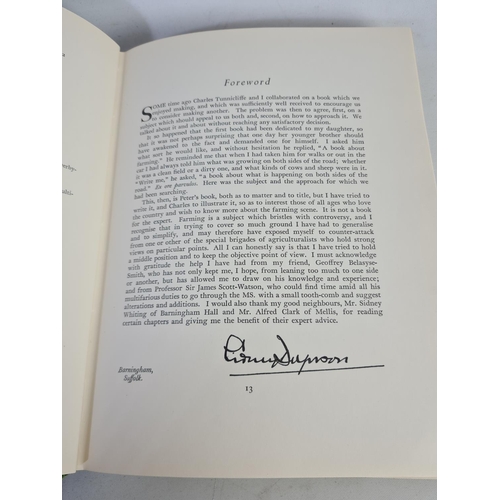 Foreword
SOME time ago Charles Tunnicliffe and I collaborated on a book which we
enjoyed making, and which was sufficiently well received to encourage us
to consider making another. The problem was then to agree, first, on a
subject which should appeal to us both and, second, on how to approach it. We
talked about it and about without reaching any satisfactory decision.
It so happened that the first book had been dedicated to my daughter, so
that it was not perhaps surprising that one day her younger brother should
have awakened to the fact and demanded one for himself. I asked him
what sort he would like, and without hesitation he replied, "A book about
farming." He reminded me that when I had taken him for walks or out in the
car I had always told him what was growing on both sides of the road; whether
it was a clean field or a dirty one, and what kinds of cows and sheep were in it.
"Write me," he asked, "a book about what is happening on both sides of the
road." Ex ore parvulo. Here was the subject and the approach for which we
had been searching.
This, then, is Peter's book, both as to matter and to title, but I have tried to
write it, and Charles to illustrate it, so as to interest those of all ages who love
the country and wish to know more about the farming scene. It is not a book
for the expert. Farming is a subject which bristles with controversy, and I
recognise that in trying to cover so much ground I have had to generalise
and to simplify, and may therefore have exposed myself to counter-attack
from one or other of the special brigades of agriculturalists who hold strong
views on particular points. All I can honestly say is that I have tried to hold
a middle position and to keep the objective point of view. I must acknowledge
with gratitude the help I have had from my friend, Geoffrey Belasyse-
Smith, who has not only kept me, I hope, from leaning too much to one side
or another, but has allowed me to draw on his knowledge and experience;
and from Professor Sir James Scott-Watson, who could find time amid all his
multifarious duties to go through the MS. with a small tooth-comb and suggest
alterations and additions. I would also thank my good neighbours, Mr. Sidney
Whiting of Barningham Hall and Mr. Alfred Clark of Mellis, for reading
certain chapters and giving me the benefit of their expert advice.
Barningham,
Suffolk.
13